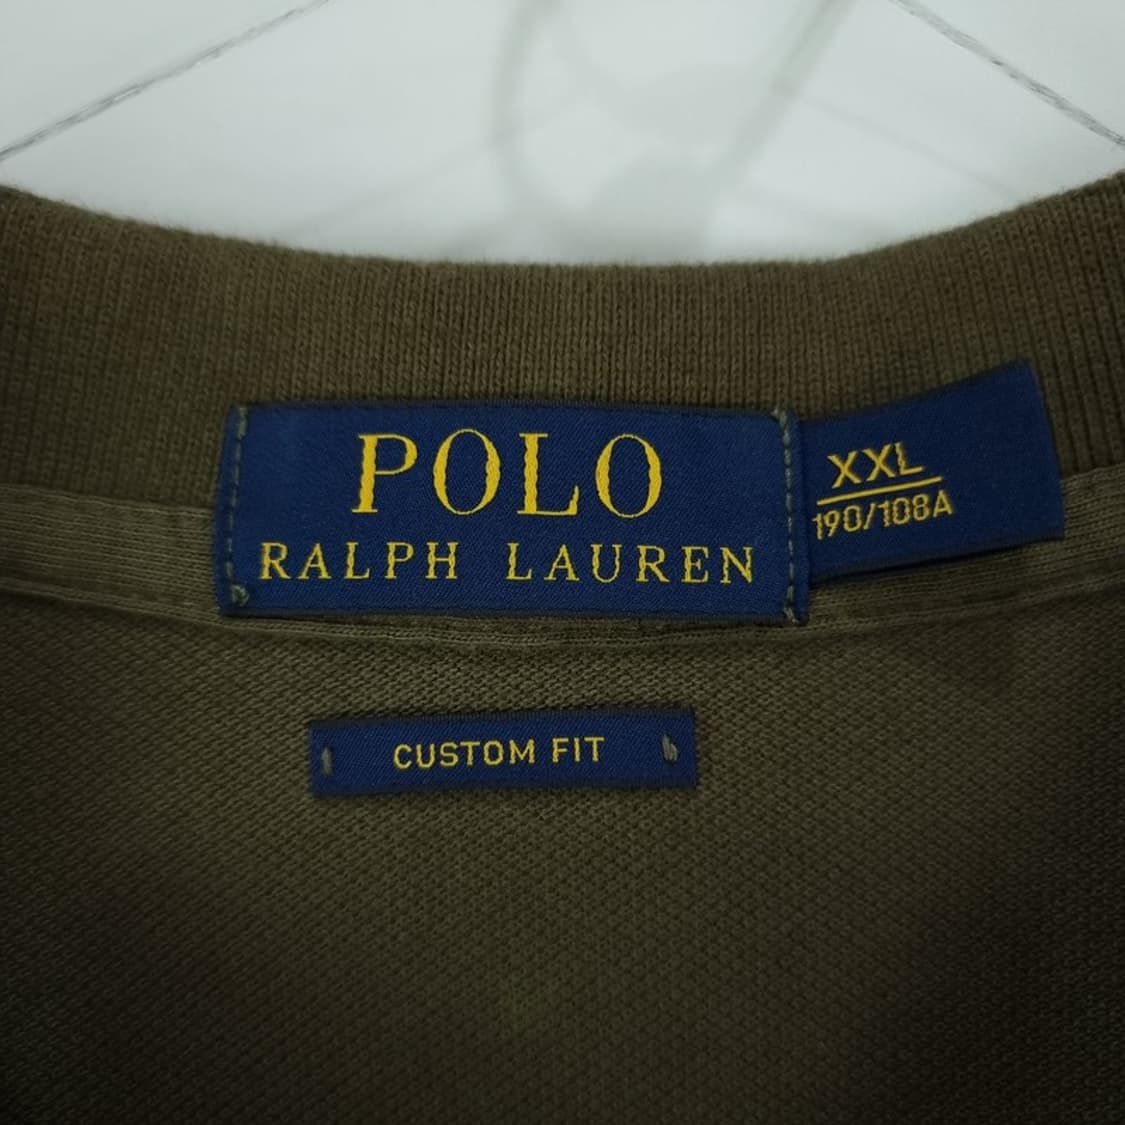 POLO
RALPH LAUREN
XXL
190/108A
CUSTOM FIT